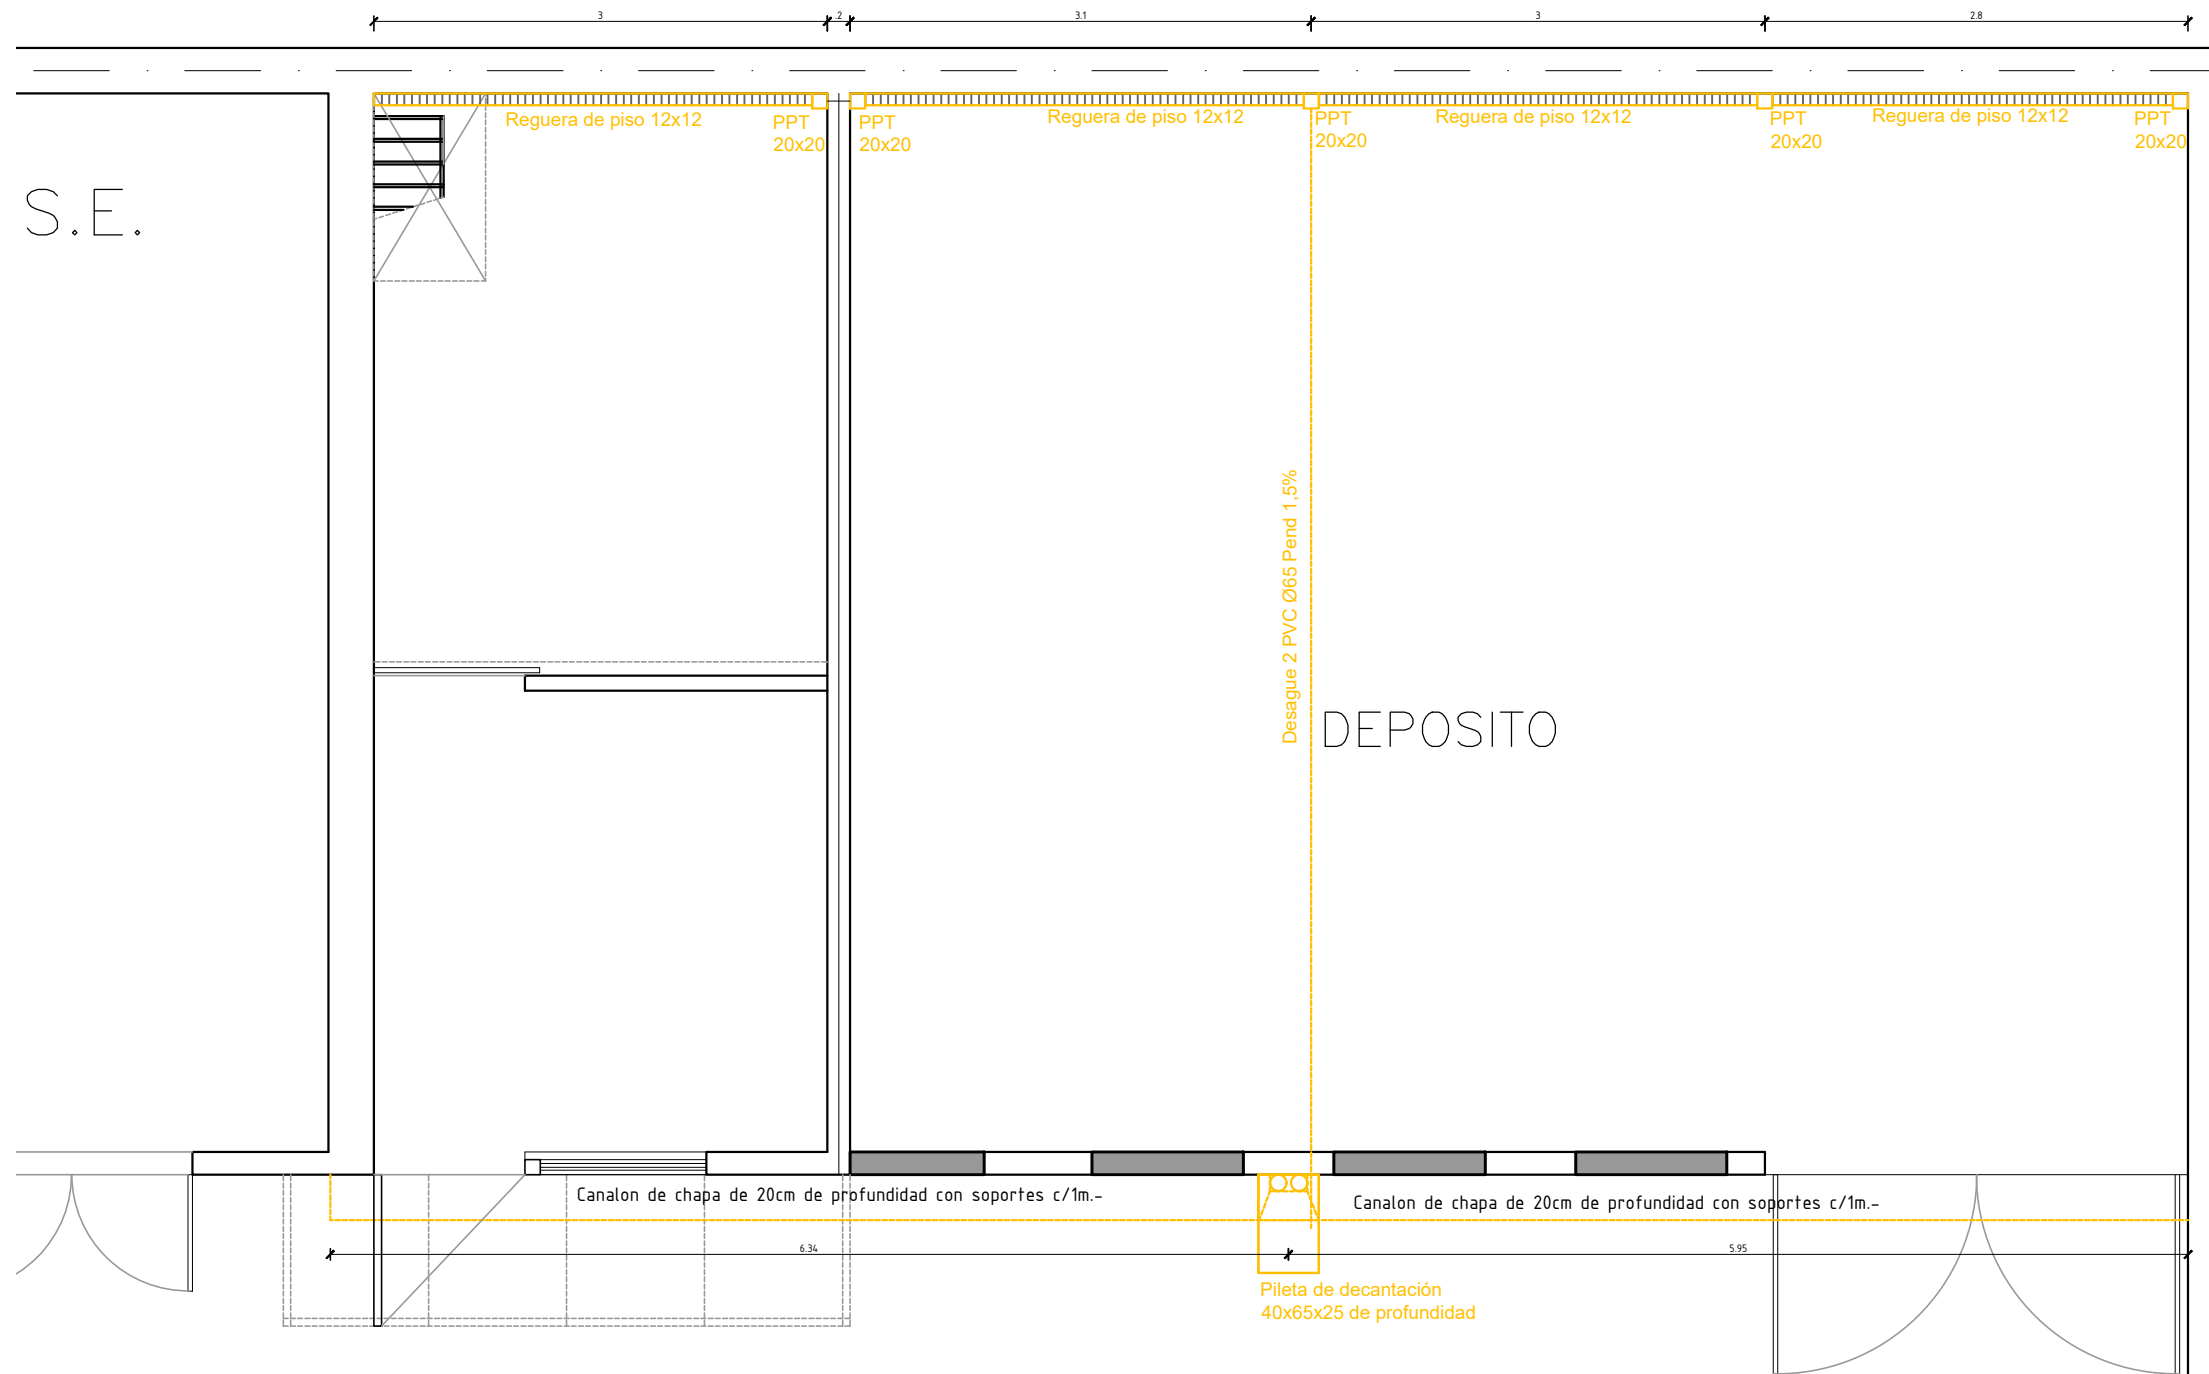 3
.2
3.1
3
2.8
Reguera de piso 12x12
PPT
20x20
PPT
20x20
Reguera de piso 12x12
PPT
20x20
Reguera de piso 12x12
PPT
20x20
Reguera de piso 12x12
PPT
20x20
S.E.
Desague 2 PVC Ø65 Pend 1,5%
DEPOSITO
Canalon de chapa de 20cm de profundidad con soportes c/1m.-
Canalon de chapa de 20cm de profundidad con soportes c/1m.-
6.34
5.95
Pileta de decantación
40x65x25 de profundidad